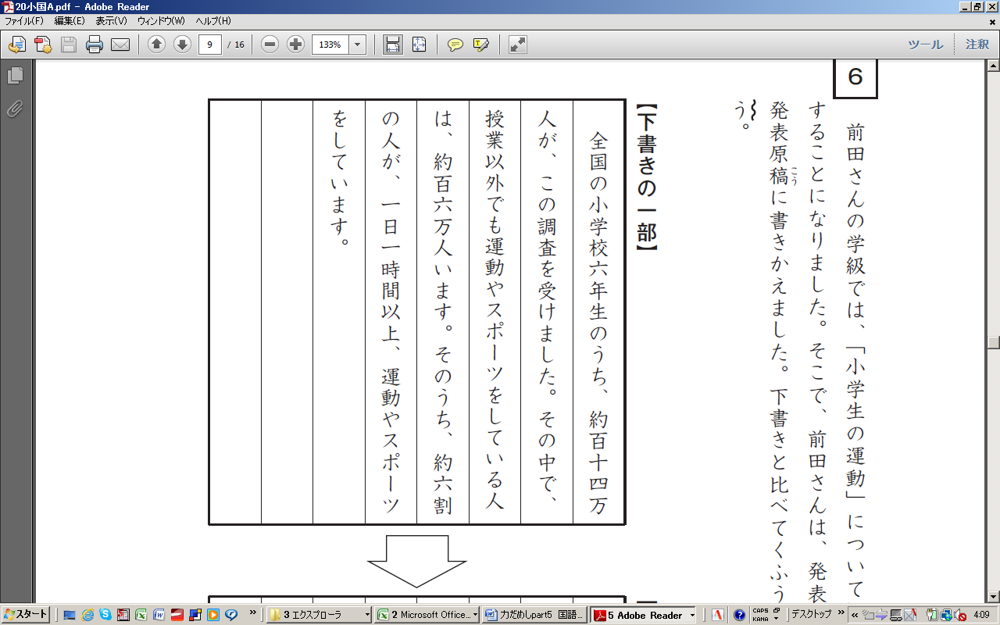 20小国A.pdf - Adobe Reader
ファイル(F) 編集(E) 表示(V) ウィンドウ(W) ヘルプ(H)
9 / 16 133% ツール 注釈
6
前田さんの学級では、「小学生の運動」について
することになりました。そこで、前田さんは、発表
発表原稿に書きかえました。下書きと比べてくふう
こう
う。
【下書きの一部】
全国の小学校六年生のうち、約百十四万
人が、この調査を受けました。その中で、
授業以外でも運動やスポーツをしている人
は、約百六万人います。そのうち、約六割
の人が、一日一時間以上、運動やスポーツ
をしています。
スタート » 3 エクスプローラ 2 Microsoft Office... 力だめしpart5 国語... 5 Adobe Reader CAPS KANA デスクトップ » « 4:09